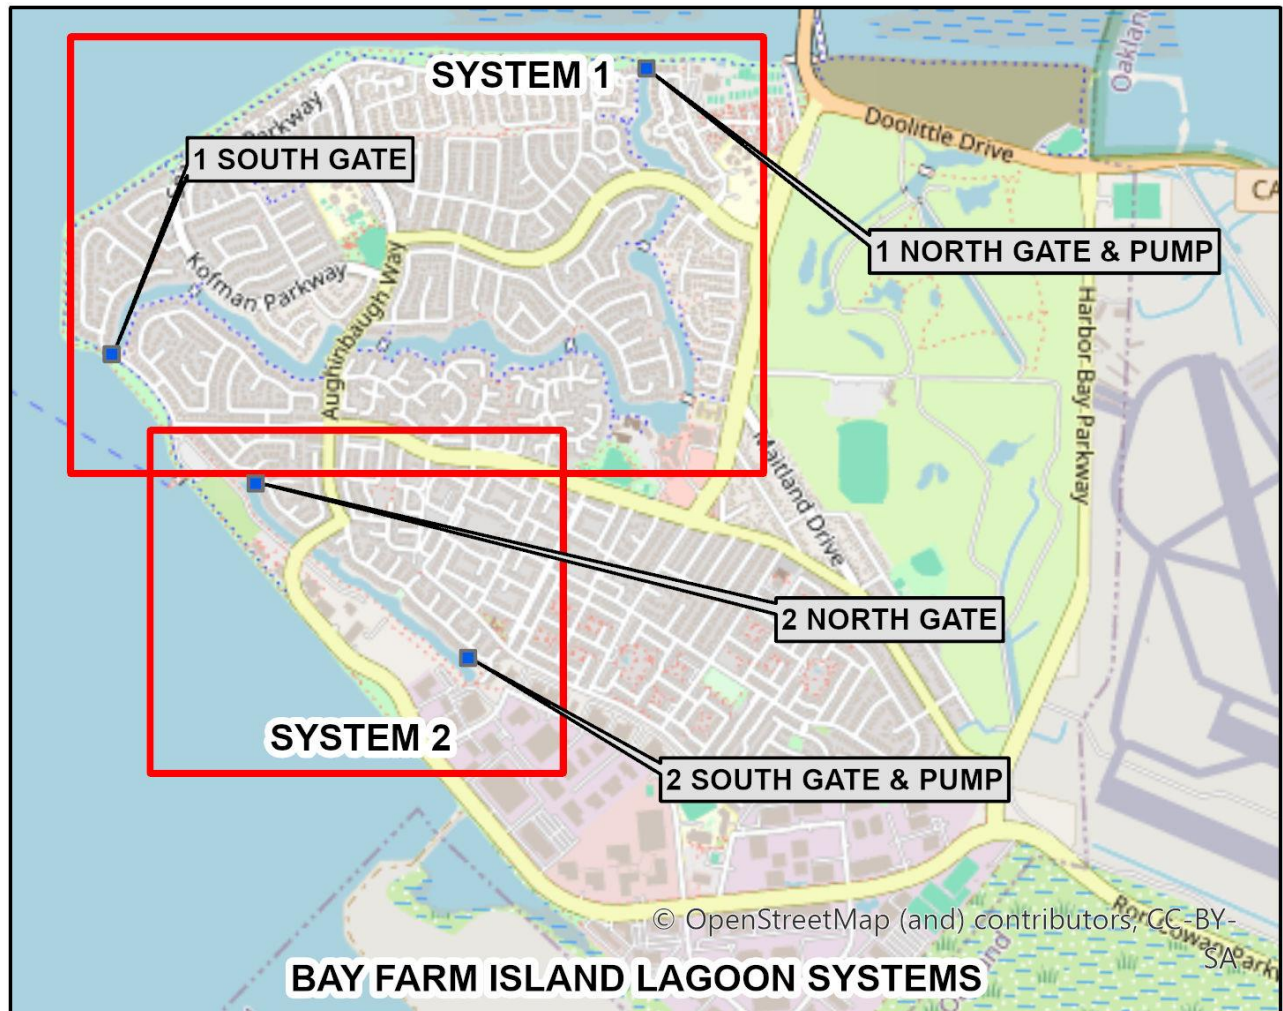 SYSTEM 1
Oaklan
Parkway
Doolittle Drive
1 SOUTH GATE
CA
1 NORTH GATE & PUMP
Kofman Parkway
Aughinbaugh Way
Harbor Bay Parkway
Maitland Drive
2 NORTH GATE
SYSTEM 2
2 SOUTH GATE & PUMP
© OpenStreetMap (and) contributors, CC-BY-
SA
BAY FARM ISLAND LAGOON SYSTEMS